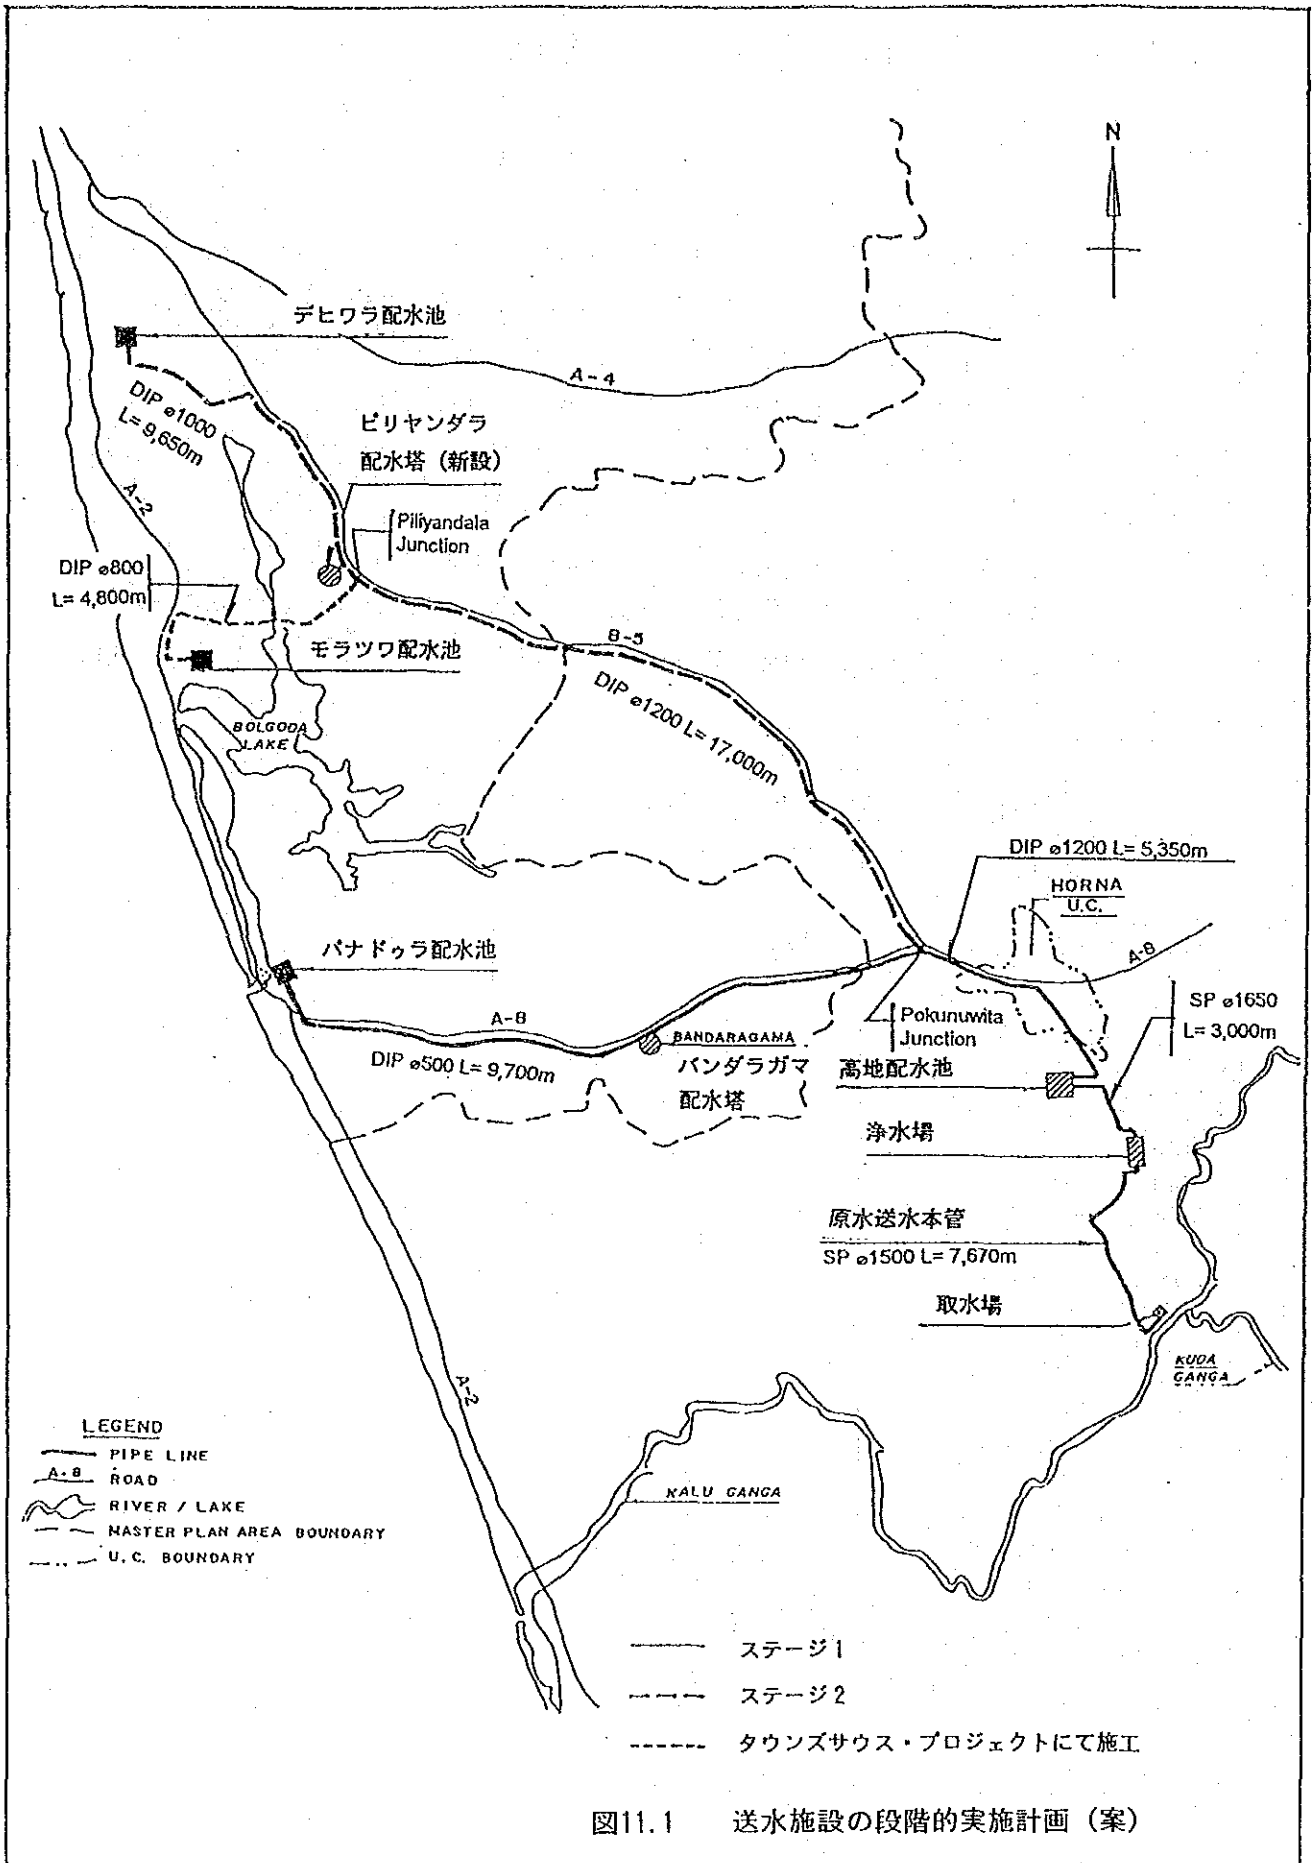 N
デヒワラ配水池
A-4
DIP ø1000
L= 9,650m
ピリヤンダラ
配水塔（新設）
A-2
Piliyandala
Junction
DIP ø800
L= 4,800m
B-5
モラツワ配水池
DIP ø1200 L= 17,000m
BOLGODA
LAKE
DIP ø1200 L= 5,350m
HORNA
U.C.
パナドゥラ配水池
A-8
A-8
SP ø1650
L= 3,000m
Pokunuwita
Junction
BANDARAGAMA
DIP ø500 L= 9,700m
バンダラガマ
配水塔
高地配水池
浄水場
原水送水本管
SP ø1500 L= 7,670m
取水場
KUDA
GANGA
A-2
KALU GANGA
LEGEND
PIPE LINE
A-8 ROAD
RIVER / LAKE
MASTER PLAN AREA BOUNDARY
U.C. BOUNDARY
ステージ1
ステージ2
タウンズサウス・プロジェクトにて施工
図11.1 送水施設の段階的実施計画（案）